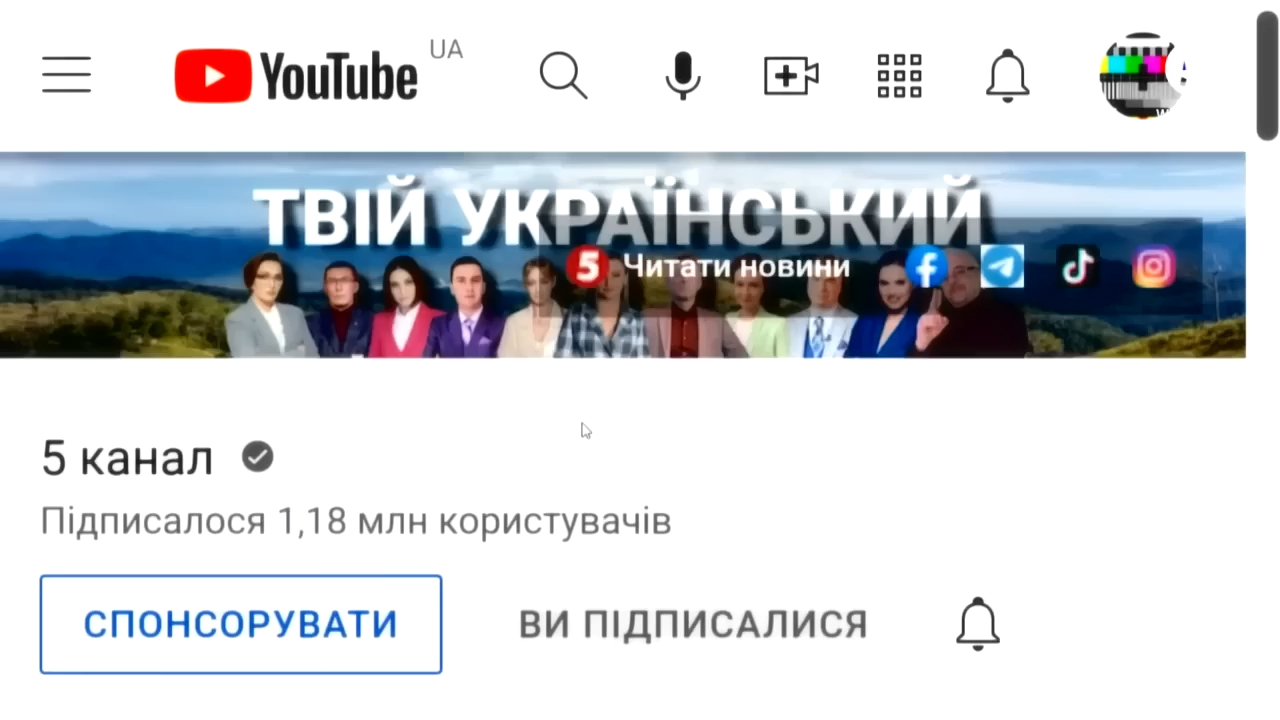 YouTube UA
ТВІЙ УКРАЇНСЬКИЙ
5 Читати новини
5 канал
Підписалося 1,18 млн користувачів
СПОНСОРУВАТИ ВИ ПІДПИСАЛИСЯ